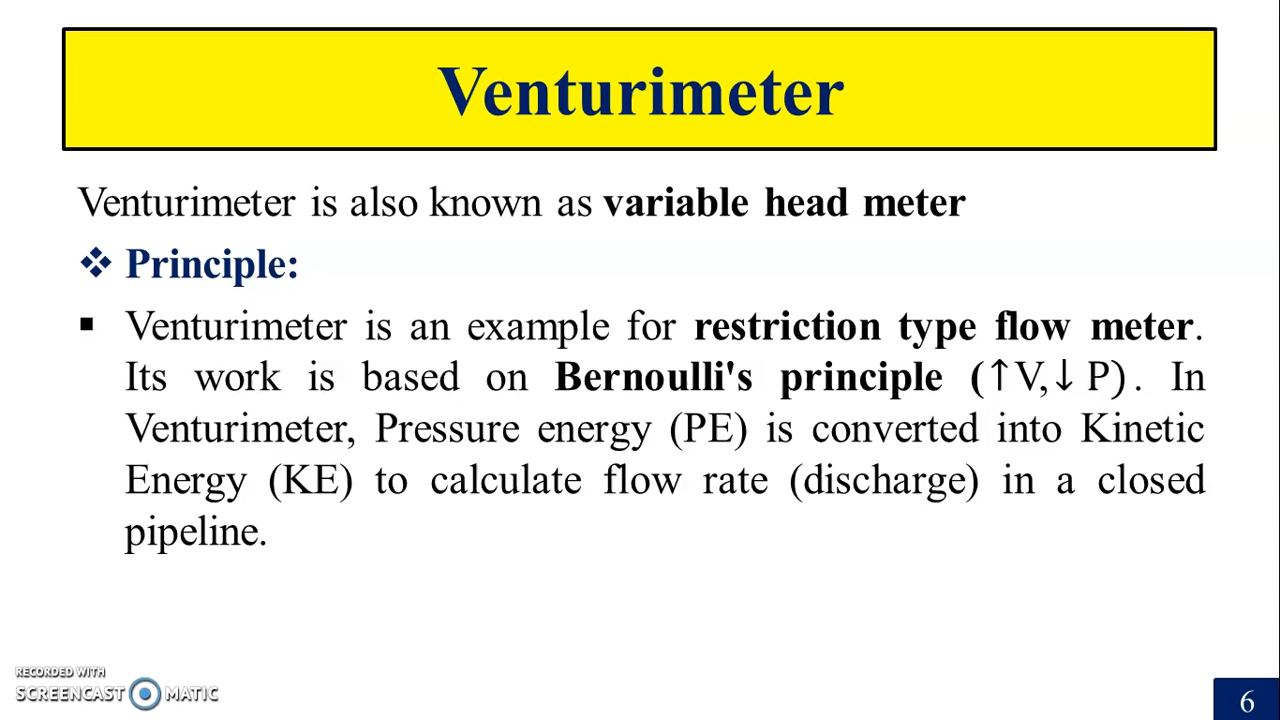 Venturimeter
Venturimeter is also known as variable head meter
❖ Principle:
▪ Venturimeter is an example for restriction type flow meter.
Its work is based on Bernoulli's principle (↑V,↓ P). In
Venturimeter, Pressure energy (PE) is converted into Kinetic
Energy (KE) to calculate flow rate (discharge) in a closed
pipeline.
RECORDED WITH
SCREENCAST MATIC
6